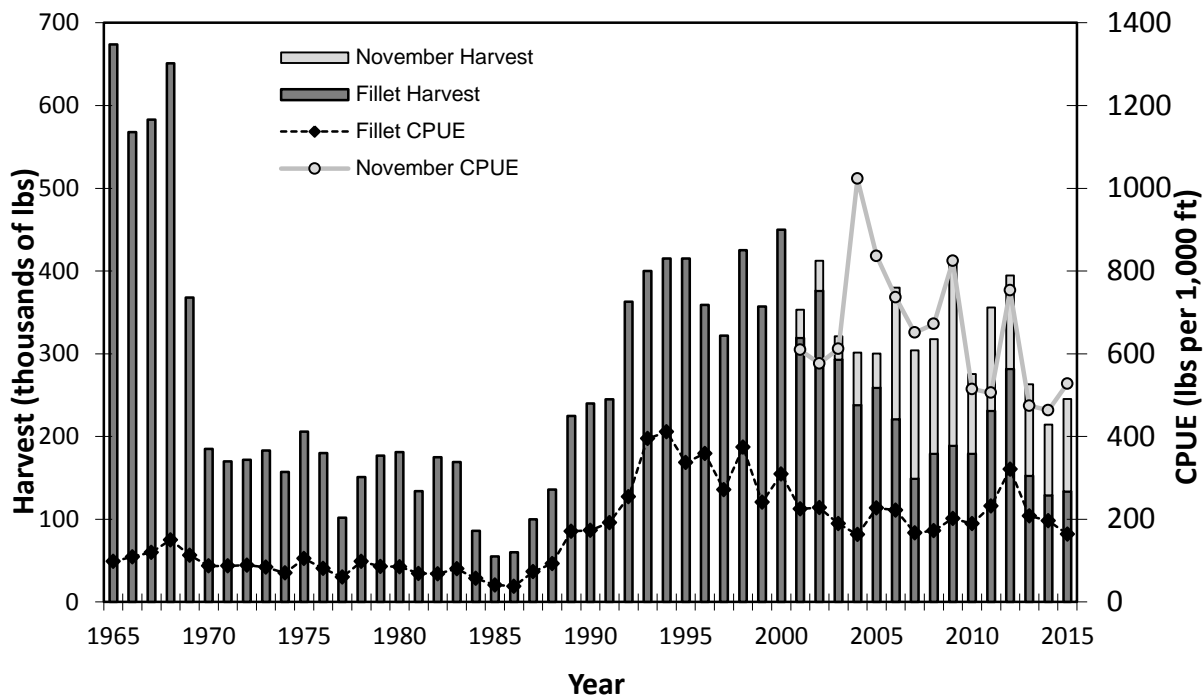 700
600
500
400
300
200
100
0
Harvest (thousands of lbs)
November Harvest
Fillet Harvest
Fillet CPUE
November CPUE
1400
1200
1000
800
600
400
200
0
CPUE (lbs per 1,000 ft)
1965 1970 1975 1980 1985 1990 1995 2000 2005 2010 2015
Year